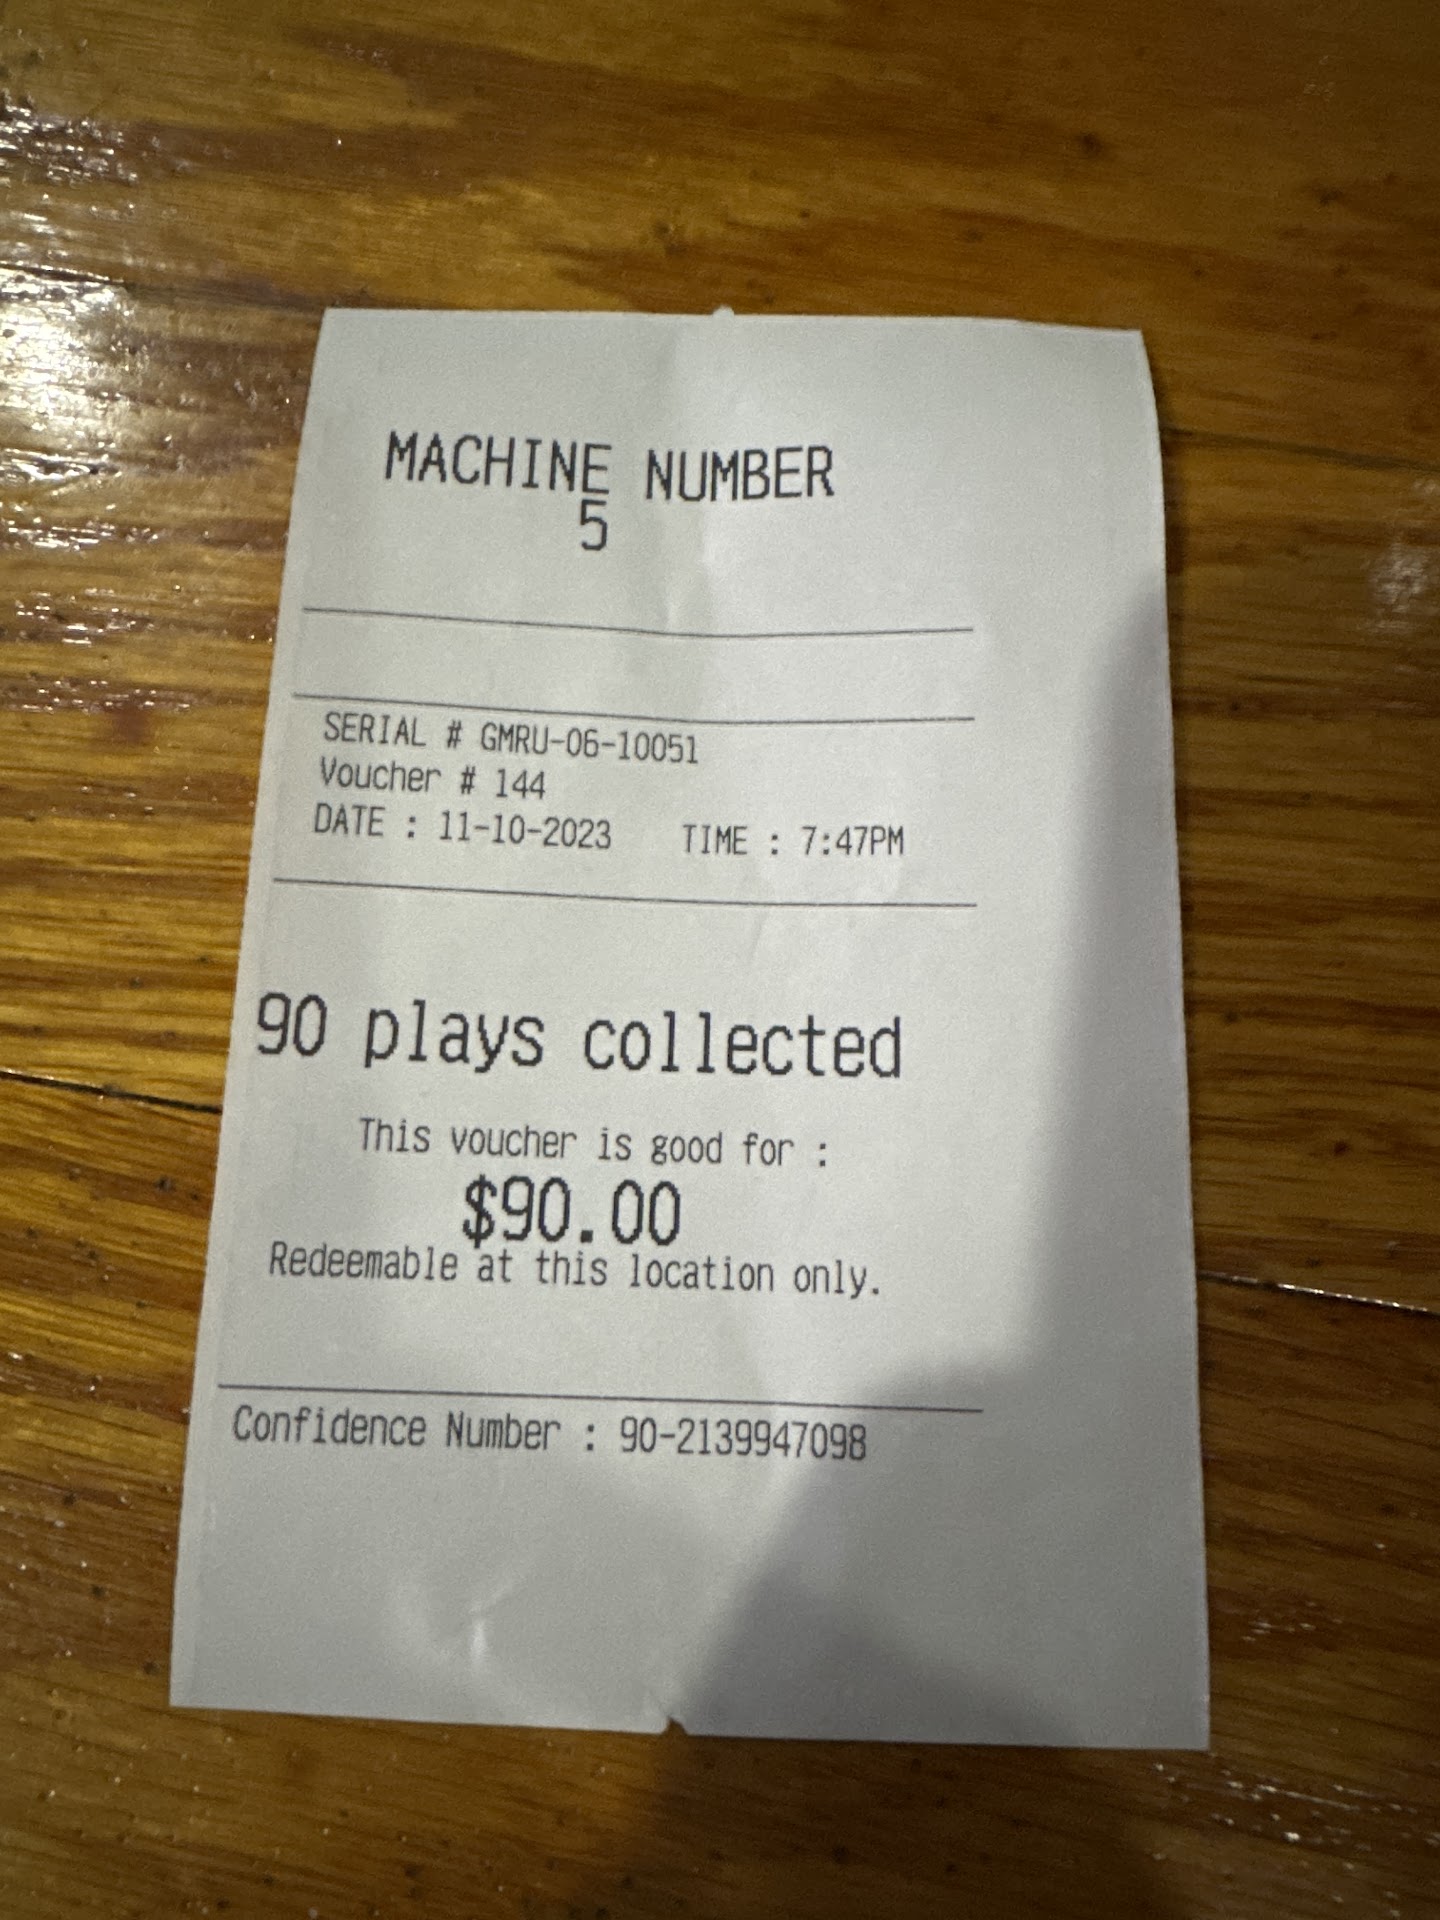 MACHINE NUMBER
5
SERIAL # GMRU-06-10051
Voucher # 144
DATE : 11-10-2023 TIME : 7:47PM
90 plays collected
This voucher is good for :
$90.00
Redeemable at this location only.
Confidence Number : 90-2139947098